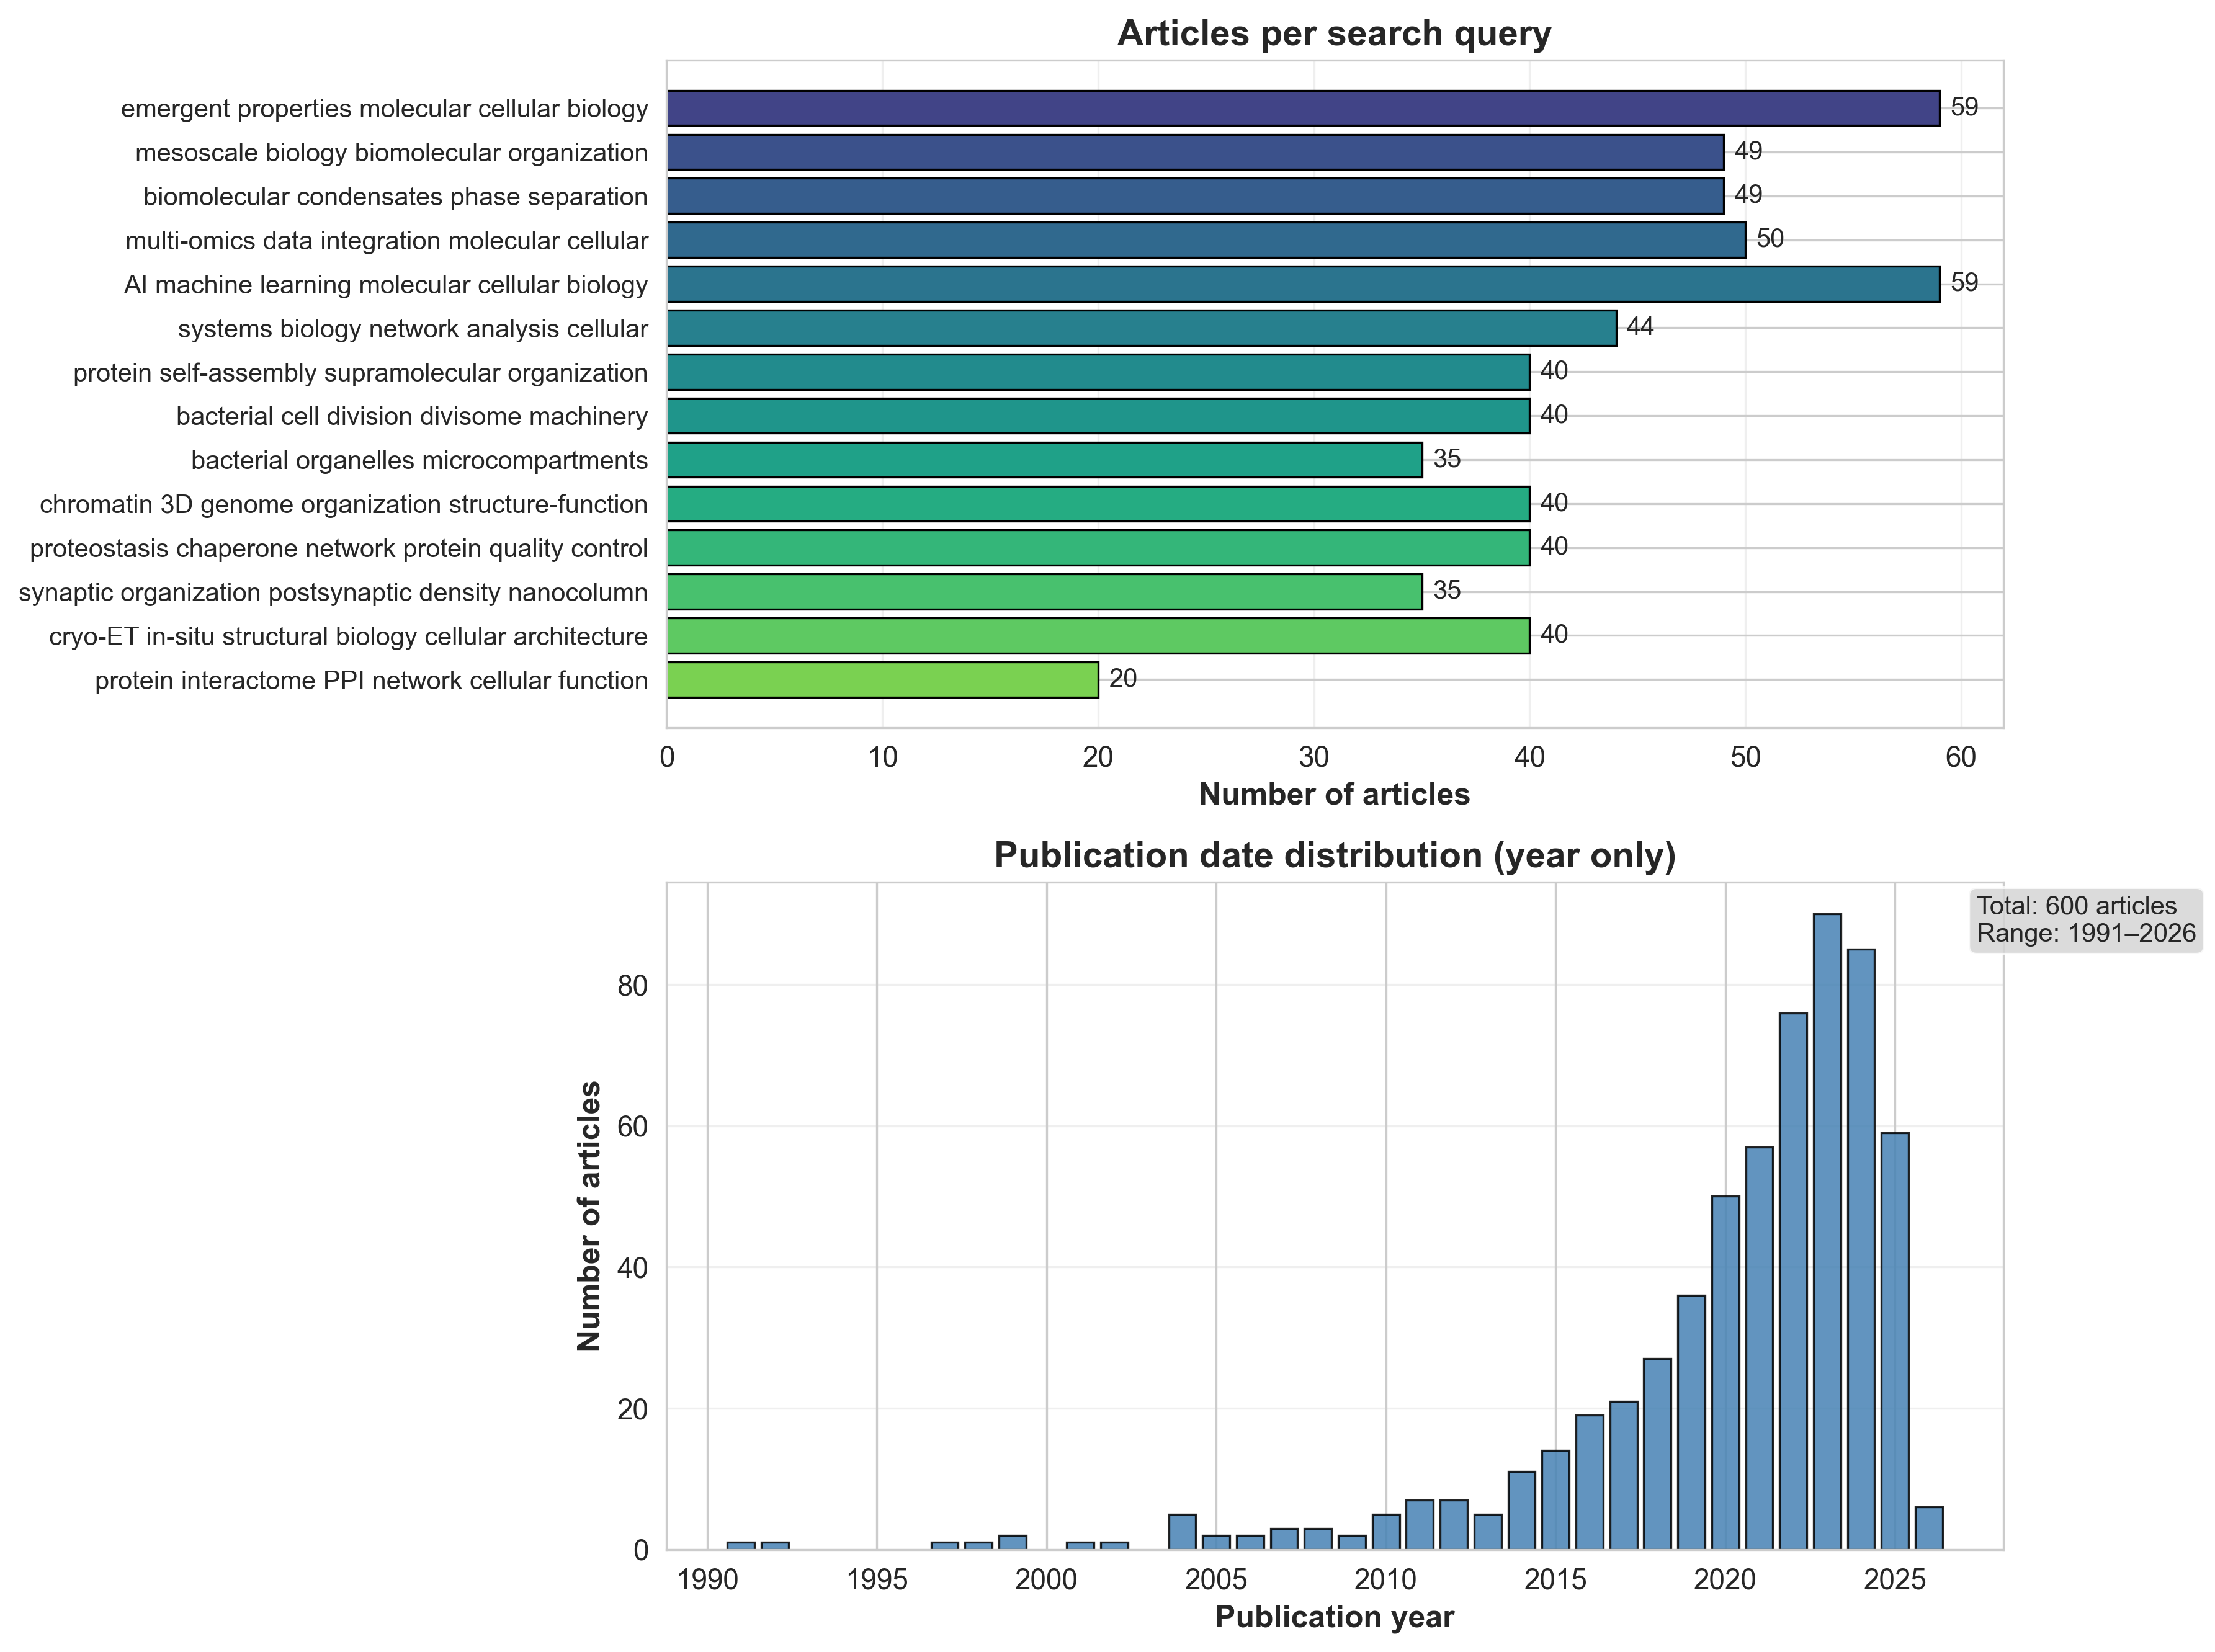 Articles per search query
emergent properties molecular cellular biology
59
mesoscale biology biomolecular organization
49
biomolecular condensates phase separation
49
multi-omics data integration molecular cellular
50
AI machine learning molecular cellular biology
59
systems biology network analysis cellular
44
protein self-assembly supramolecular organization
40
bacterial cell division divisome machinery
40
bacterial organelles microcompartments
35
chromatin 3D genome organization structure-function
40
proteostasis chaperone network protein quality control
40
synaptic organization postsynaptic density nanocolumn
35
cryo-ET in-situ structural biology cellular architecture
40
protein interactome PPI network cellular function
20
0 10 20 30 40 50 60
Number of articles
Publication date distribution (year only)
Total: 600 articles
Range: 1991–2026
80
60
40
20
0
Number of articles
1990 1995 2000 2005 2010 2015 2020 2025
Publication year